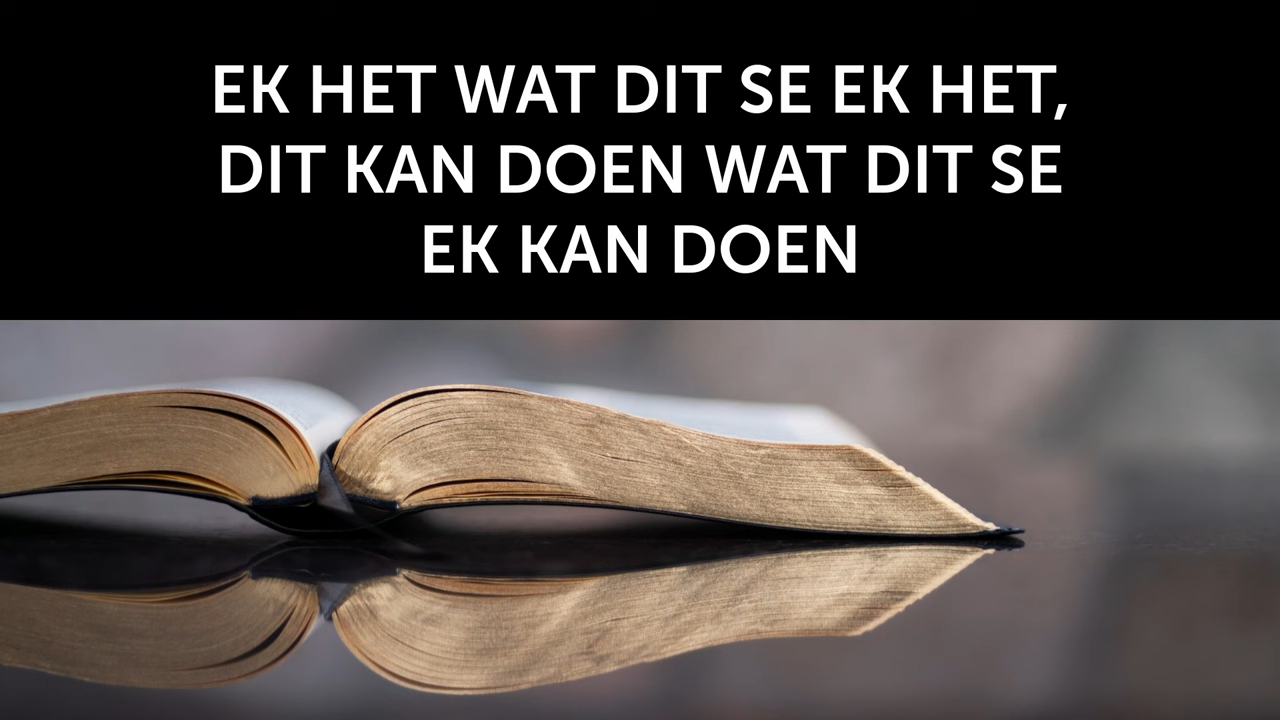 EK HET WAT DIT SE EK HET,
DIT KAN DOEN WAT DIT SE
EK KAN DOEN